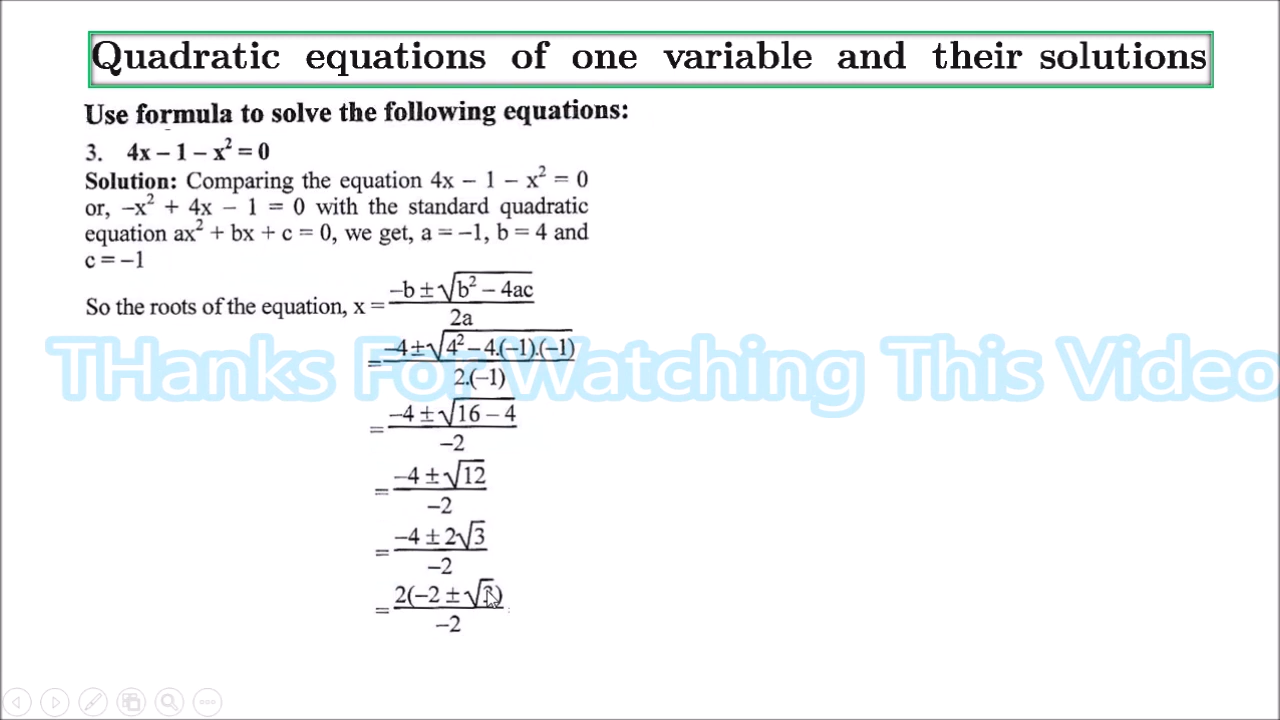 Quadratic equations of one variable and their solutions
Use formula to solve the following equations:
3. 4x – 1 – x² = 0
Solution: Comparing the equation 4x – 1 – x² = 0
or, –x² + 4x – 1 = 0 with the standard quadratic
equation ax² + bx + c = 0, we get, a = –1, b = 4 and
c = –1
So the roots of the equation, x = (–b ± √(b² – 4ac)) / 2a
= (–4 ± √(4² – 4.(–1).(–1))) / 2.(–1)
THanks For Watching This Video
= (–4 ± √(16 – 4)) / –2
= (–4 ± √12) / –2
= (–4 ± 2√3) / –2
= 2(–2 ± √) / –2